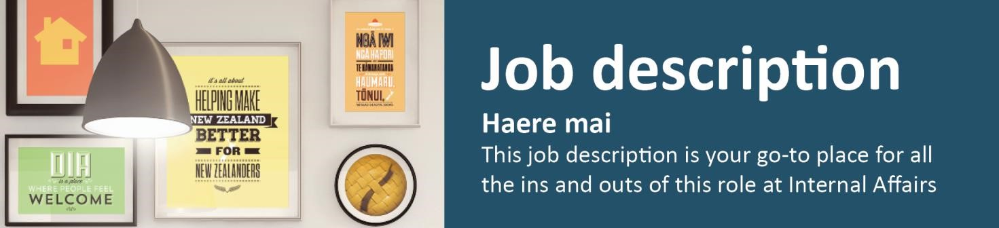 it's all about
HELPING MAKE
NEW ZEALAND
BETTER
FOR
NEW ZEALANDERS
NGĀ IWI
NGĀ HAPORI
TE KĀWANATANGA
HAUMARU,
TŌNUI,
DIA
is a place
WHERE PEOPLE FEEL
WELCOME
Job description
Haere mai
This job description is your go-to place for all
the ins and outs of this role at Internal Affairs